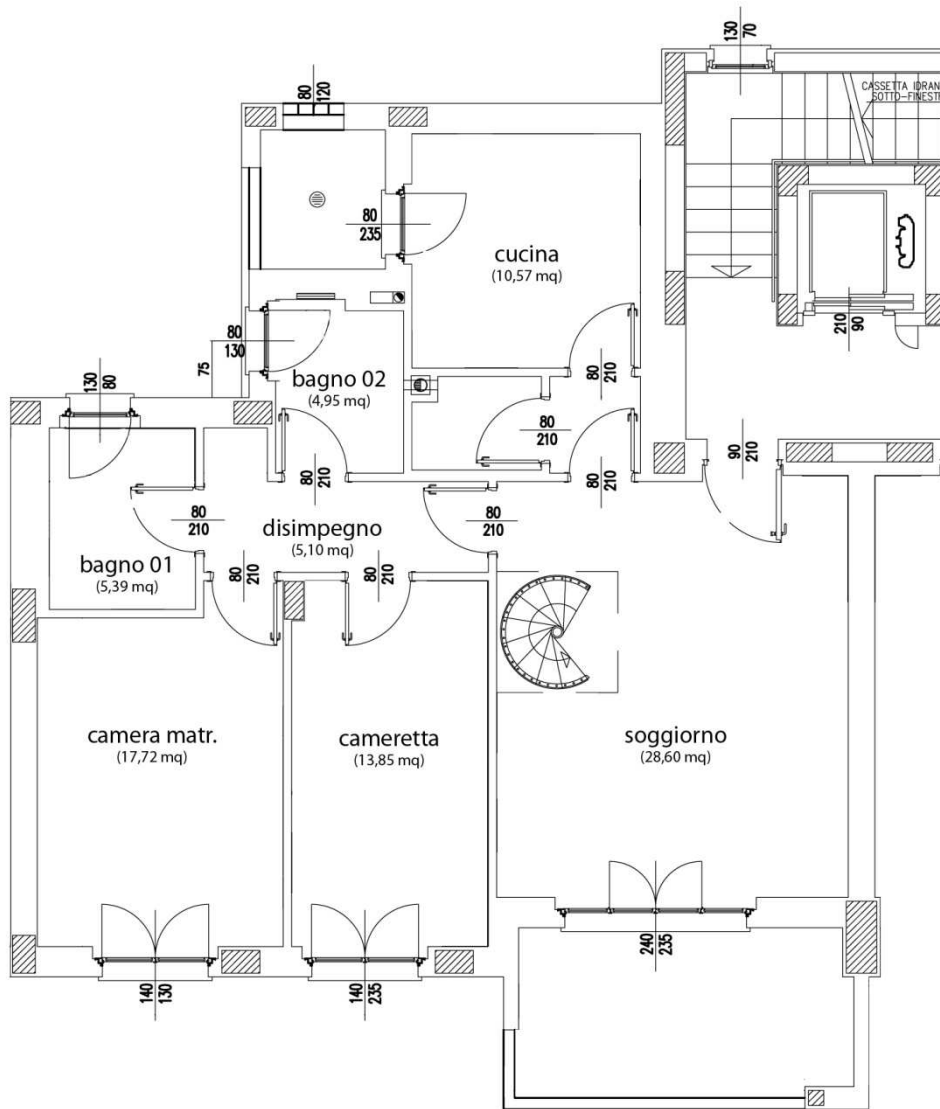 130
70
CASSETTA IDRAN
SOTTO-FINESTR
80
120
80
235
cucina
(10,57 mq)
210
90
80
130
75
bagno 02
(4,95 mq)
80
210
130
80
80
210
90
210
80
210
80
210
80
210
disimpegno
(5,10 mq)
80
210
bagno 01
(5,39 mq)
80
210
80
210
camera matr.
(17,72 mq)
cameretta
(13,85 mq)
soggiorno
(28,60 mq)
240
235
140
130
140
235